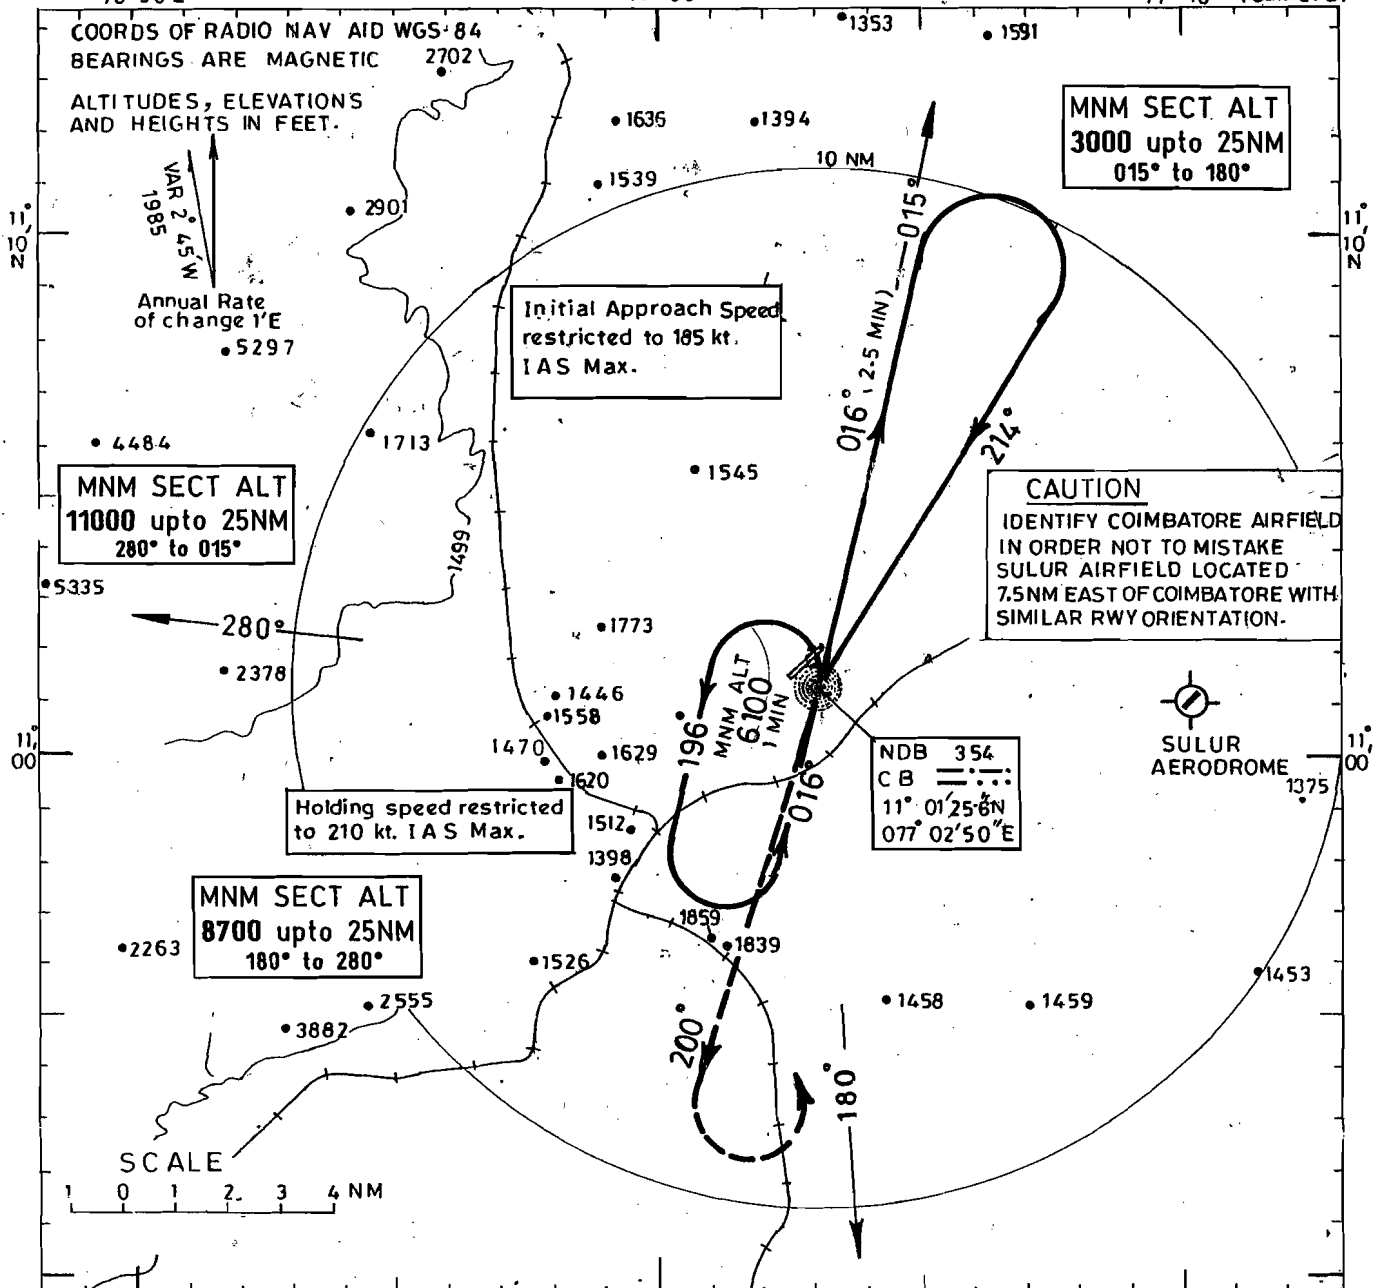 COORDS OF RADIO NAV AID WGS-84
BEARINGS ARE MAGNETIC
ALTITUDES, ELEVATIONS
AND HEIGHTS IN FEET.
VAR 2° 45'W
1985
Annual Rate
of change 1'E
2702
1353
1591
1636
1394
1539
2901
10 NM
MNM SECT ALT
3000 upto 25NM
015° to 180°
11°
10'
N
11°
10'
N
015°
5297
Initial Approach Speed
restricted to 185 kt.
IAS Max.
016° (2.5 MIN)
214°
4484
1713
1545
MNM SECT ALT
11000 upto 25NM
280° to 015°
1499
CAUTION
IDENTIFY COIMBATORE AIRFIELD
IN ORDER NOT TO MISTAKE
SULUR AIRFIELD LOCATED
7.5NM EAST OF COIMBATORE WITH
SIMILAR RWY ORIENTATION.
5335
280°
1773
2378
1446
1558
1470
1629
1620
196°
MNM ALT
6100
1 MIN
016°
11°
00'
11°
00'
SULUR
AERODROME
1375
NDB 354
CB
11° 01'25.6"N
077° 02'50"E
Holding speed restricted
to 210 kt. IAS Max.
1512
1398
MNM SECT ALT
8700 upto 25NM
180° to 280°
1859
1839
2263
1526
1453
2555
1458
1459
3882
200°
180°
SCALE
1 0 1 2 3 4 NM